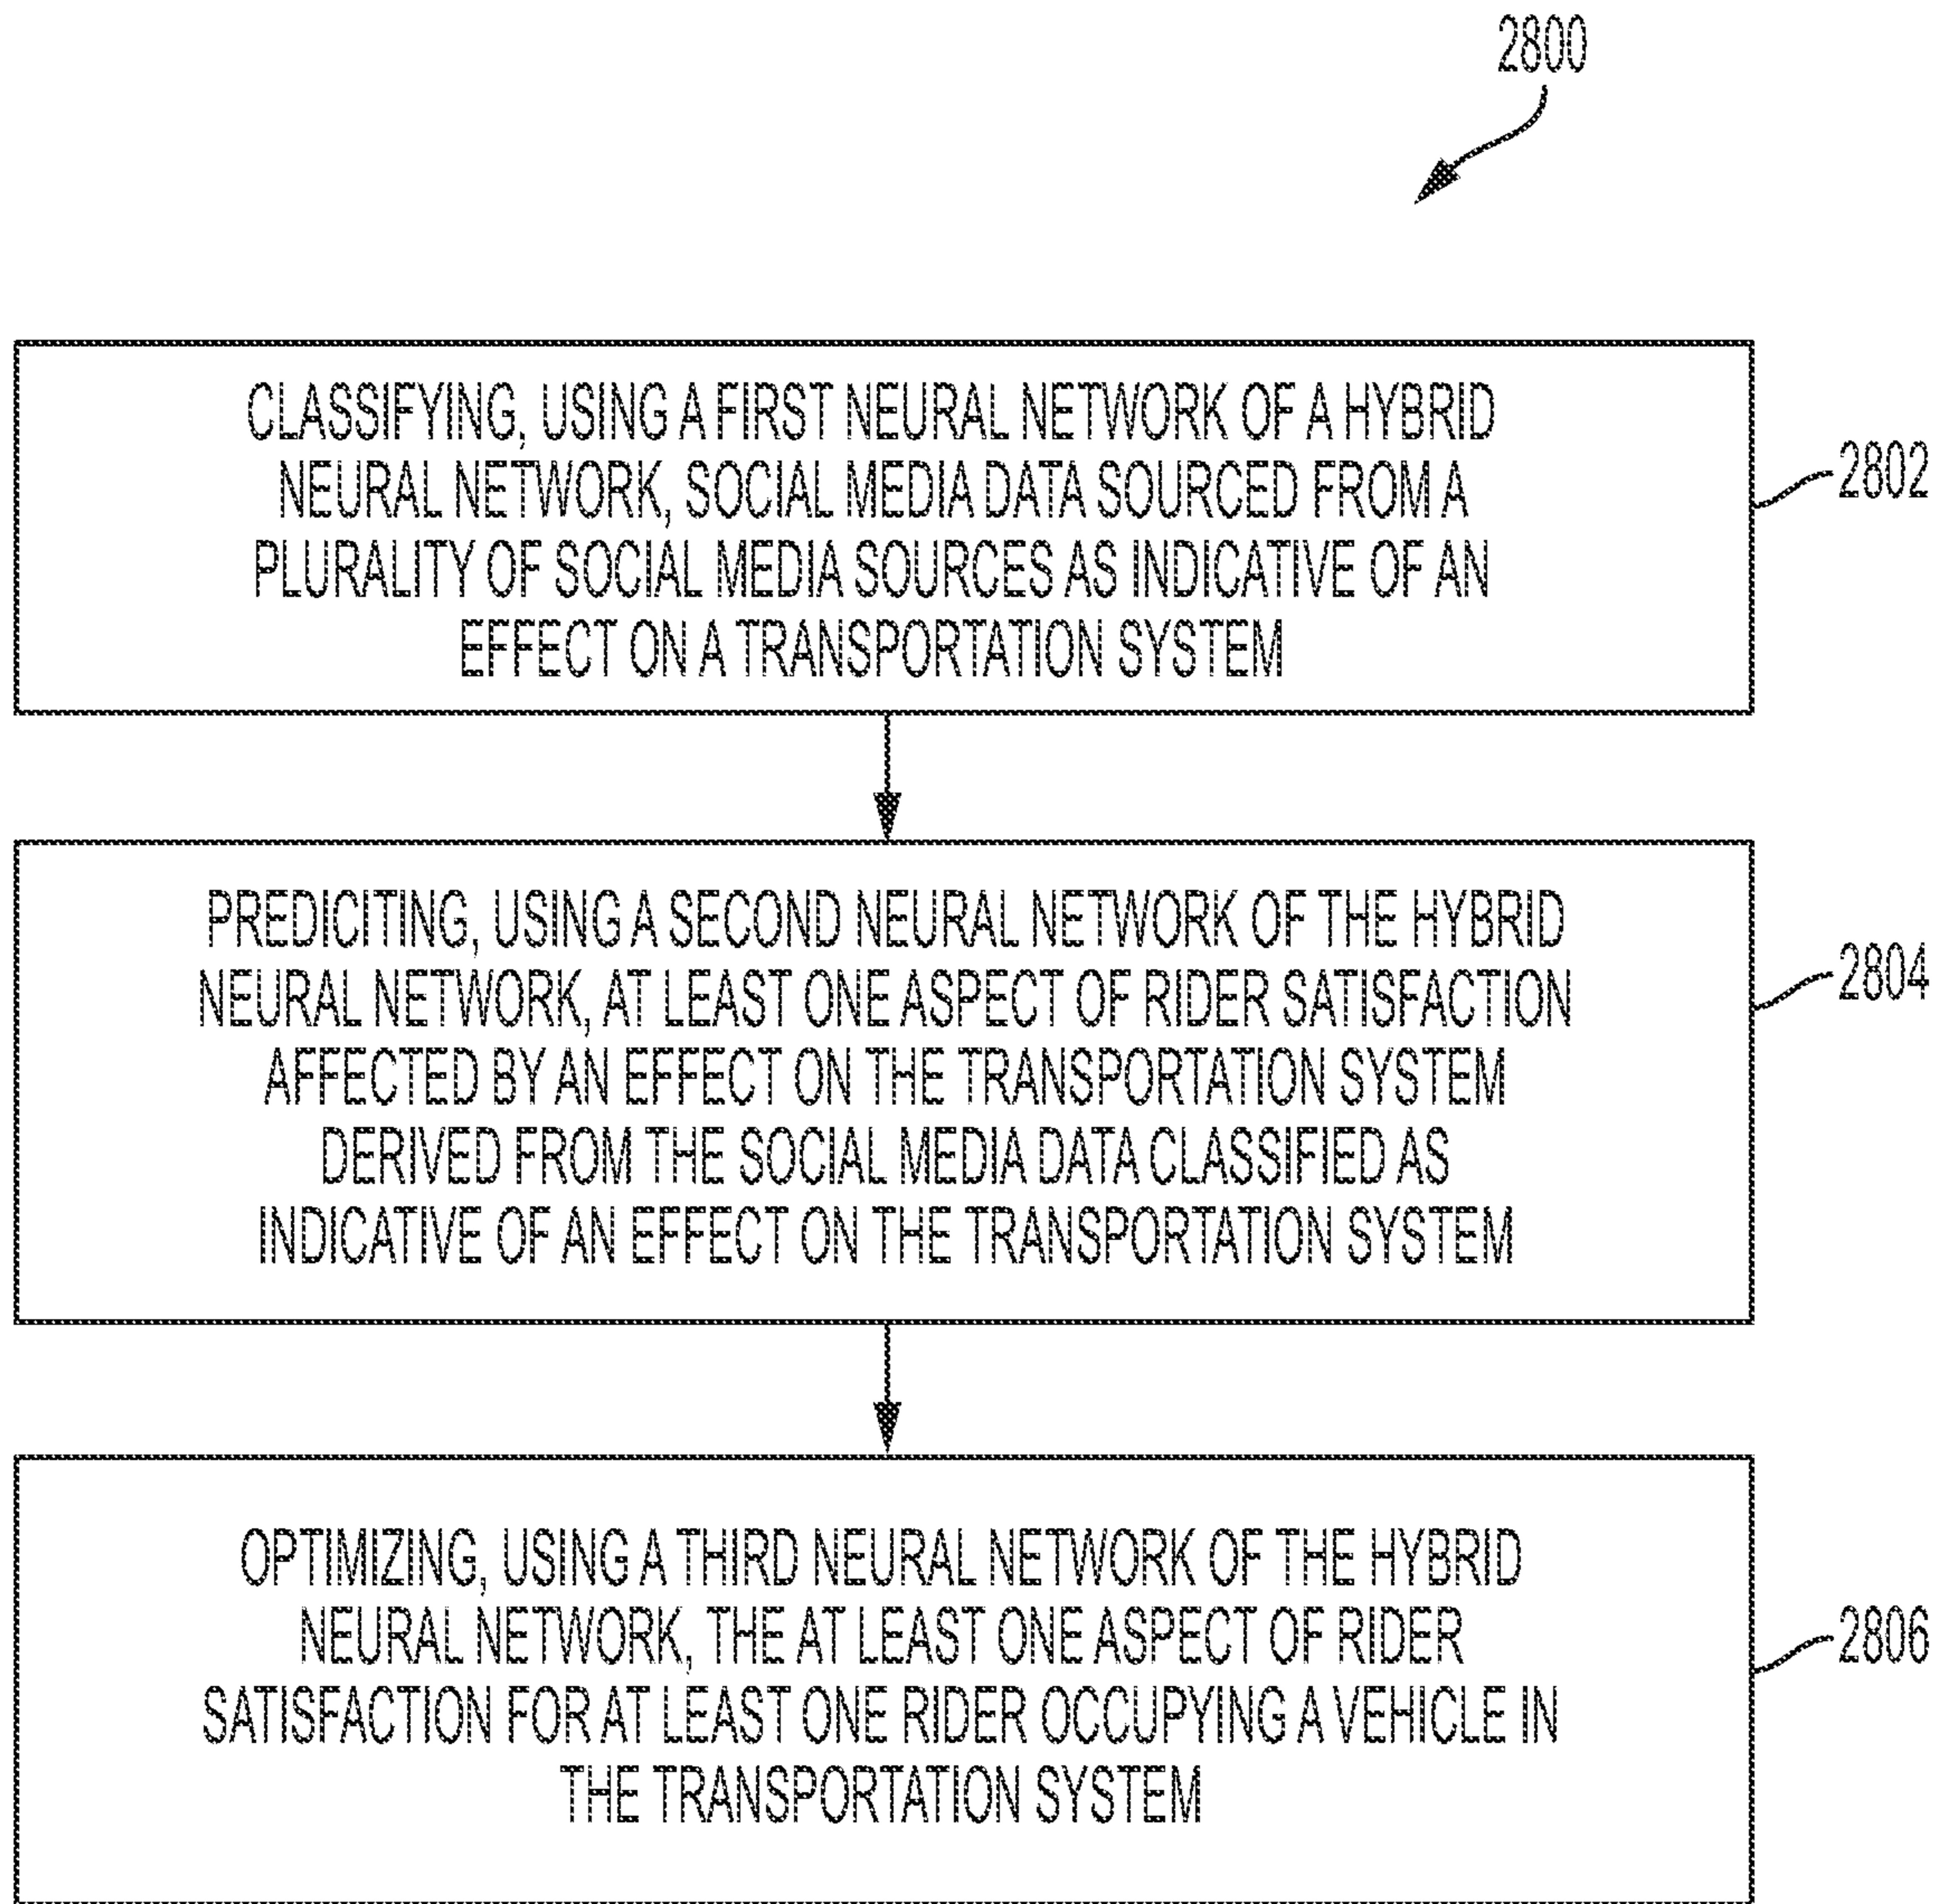 2800
CLASSIFYING, USING A FIRST NEURAL NETWORK OF A HYBRID
NEURAL NETWORK, SOCIAL MEDIA DATA SOURCED FROM A
PLURALITY OF SOCIAL MEDIA SOURCES AS INDICATIVE OF AN
EFFECT ON A TRANSPORTATION SYSTEM
2802
PREDICITING, USING A SECOND NEURAL NETWORK OF THE HYBRID
NEURAL NETWORK, AT LEAST ONE ASPECT OF RIDER SATISFACTION
AFFECTED BY AN EFFECT ON THE TRANSPORTATION SYSTEM
DERIVED FROM THE SOCIAL MEDIA DATA CLASSIFIED AS
INDICATIVE OF AN EFFECT ON THE TRANSPORTATION SYSTEM
2804
OPTIMIZING, USING A THIRD NEURAL NETWORK OF THE HYBRID
NEURAL NETWORK, THE AT LEAST ONE ASPECT OF RIDER
SATISFACTION FOR AT LEAST ONE RIDER OCCUPYING A VEHICLE IN
THE TRANSPORTATION SYSTEM
2806